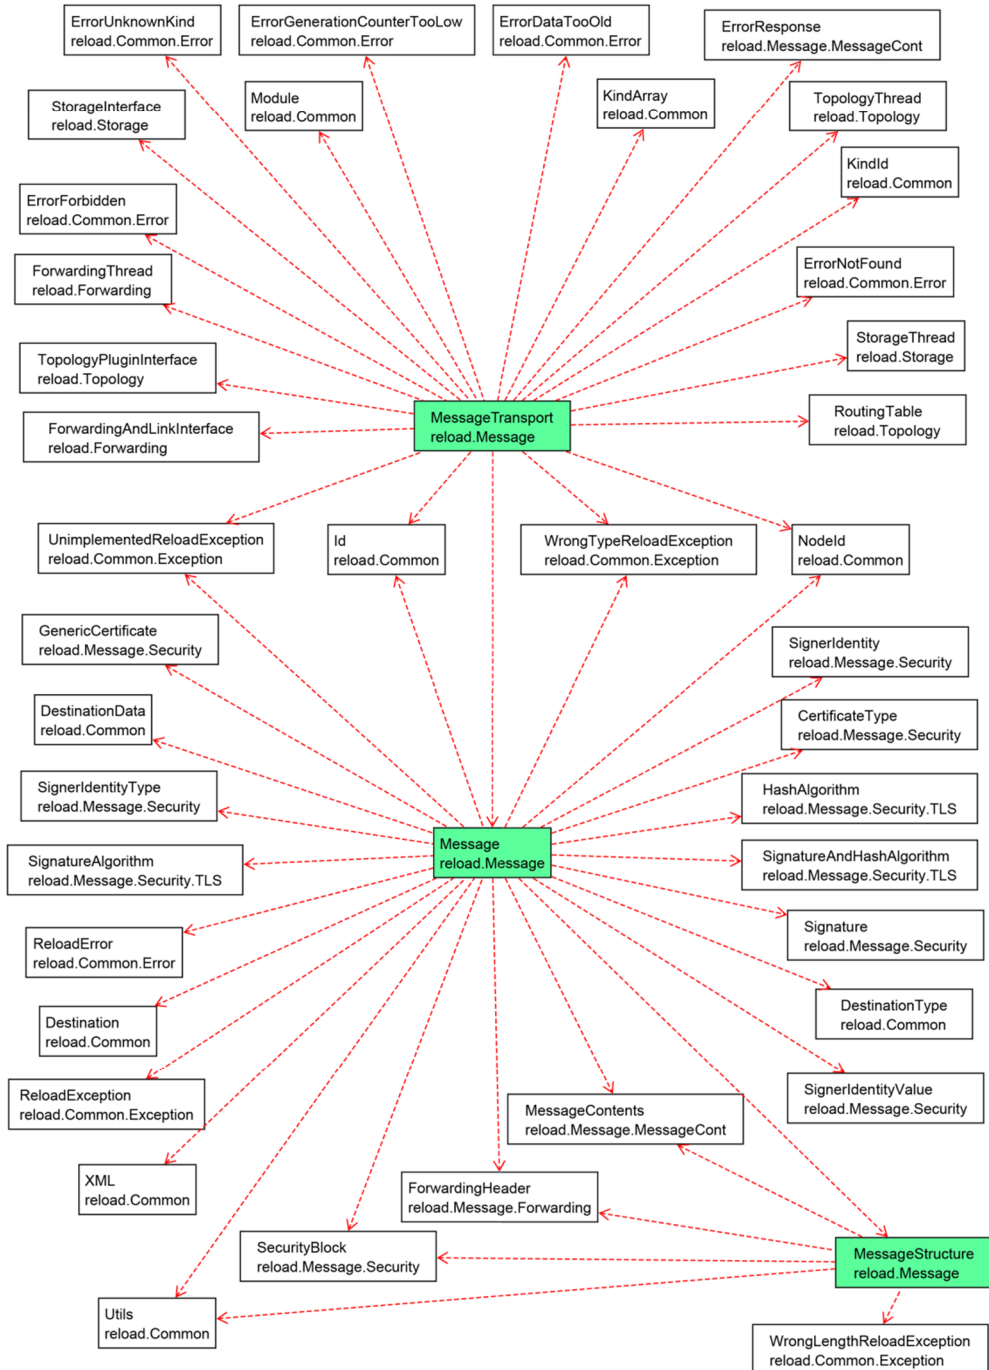 ErrorUnknownKind
reload.Common.Error
ErrorGenerationCounterTooLow
reload.Common.Error
ErrorDataTooOld
reload.Common.Error
ErrorResponse
reload.Message.MessageCont
StorageInterface
reload.Storage
Module
reload.Common
KindArray
reload.Common
TopologyThread
reload.Topology
KindId
reload.Common
ErrorForbidden
reload.Common.Error
ForwardingThread
reload.Forwarding
ErrorNotFound
reload.Common.Error
StorageThread
reload.Storage
TopologyPluginInterface
reload.Topology
MessageTransport
reload.Message
RoutingTable
reload.Topology
ForwardingAndLinkInterface
reload.Forwarding
UnimplementedReloadException
reload.Common.Exception
Id
reload.Common
WrongTypeReloadException
reload.Common.Exception
NodeId
reload.Common
GenericCertificate
reload.Message.Security
SignerIdentity
reload.Message.Security
DestinationData
reload.Common
CertificateType
reload.Message.Security
SignerIdentityType
reload.Message.Security
HashAlgorithm
reload.Message.Security.TLS
Message
reload.Message
SignatureAlgorithm
reload.Message.Security.TLS
SignatureAndHashAlgorithm
reload.Message.Security.TLS
ReloadError
reload.Common.Error
Signature
reload.Message.Security
Destination
reload.Common
DestinationType
reload.Common
ReloadException
reload.Common.Exception
SignerIdentityValue
reload.Message.Security
MessageContents
reload.Message.MessageCont
XML
reload.Common
ForwardingHeader
reload.Message.Forwarding
SecurityBlock
reload.Message.Security
MessageStructure
reload.Message
Utils
reload.Common
WrongLengthReloadException
reload.Common.Exception